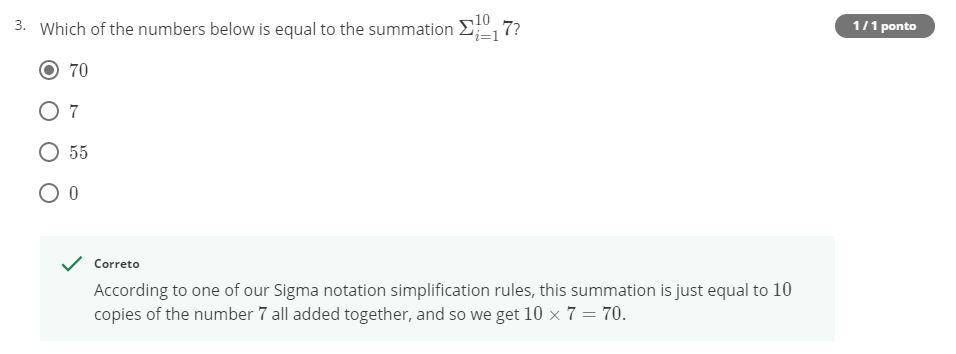 3. Which of the numbers below is equal to the summation $\Sigma_{i=1}^{10} 7$?
1 / 1 ponto
70
7
55
0
Correto
According to one of our Sigma notation simplification rules, this summation is just equal to 10
copies of the number 7 all added together, and so we get 10 × 7 = 70.